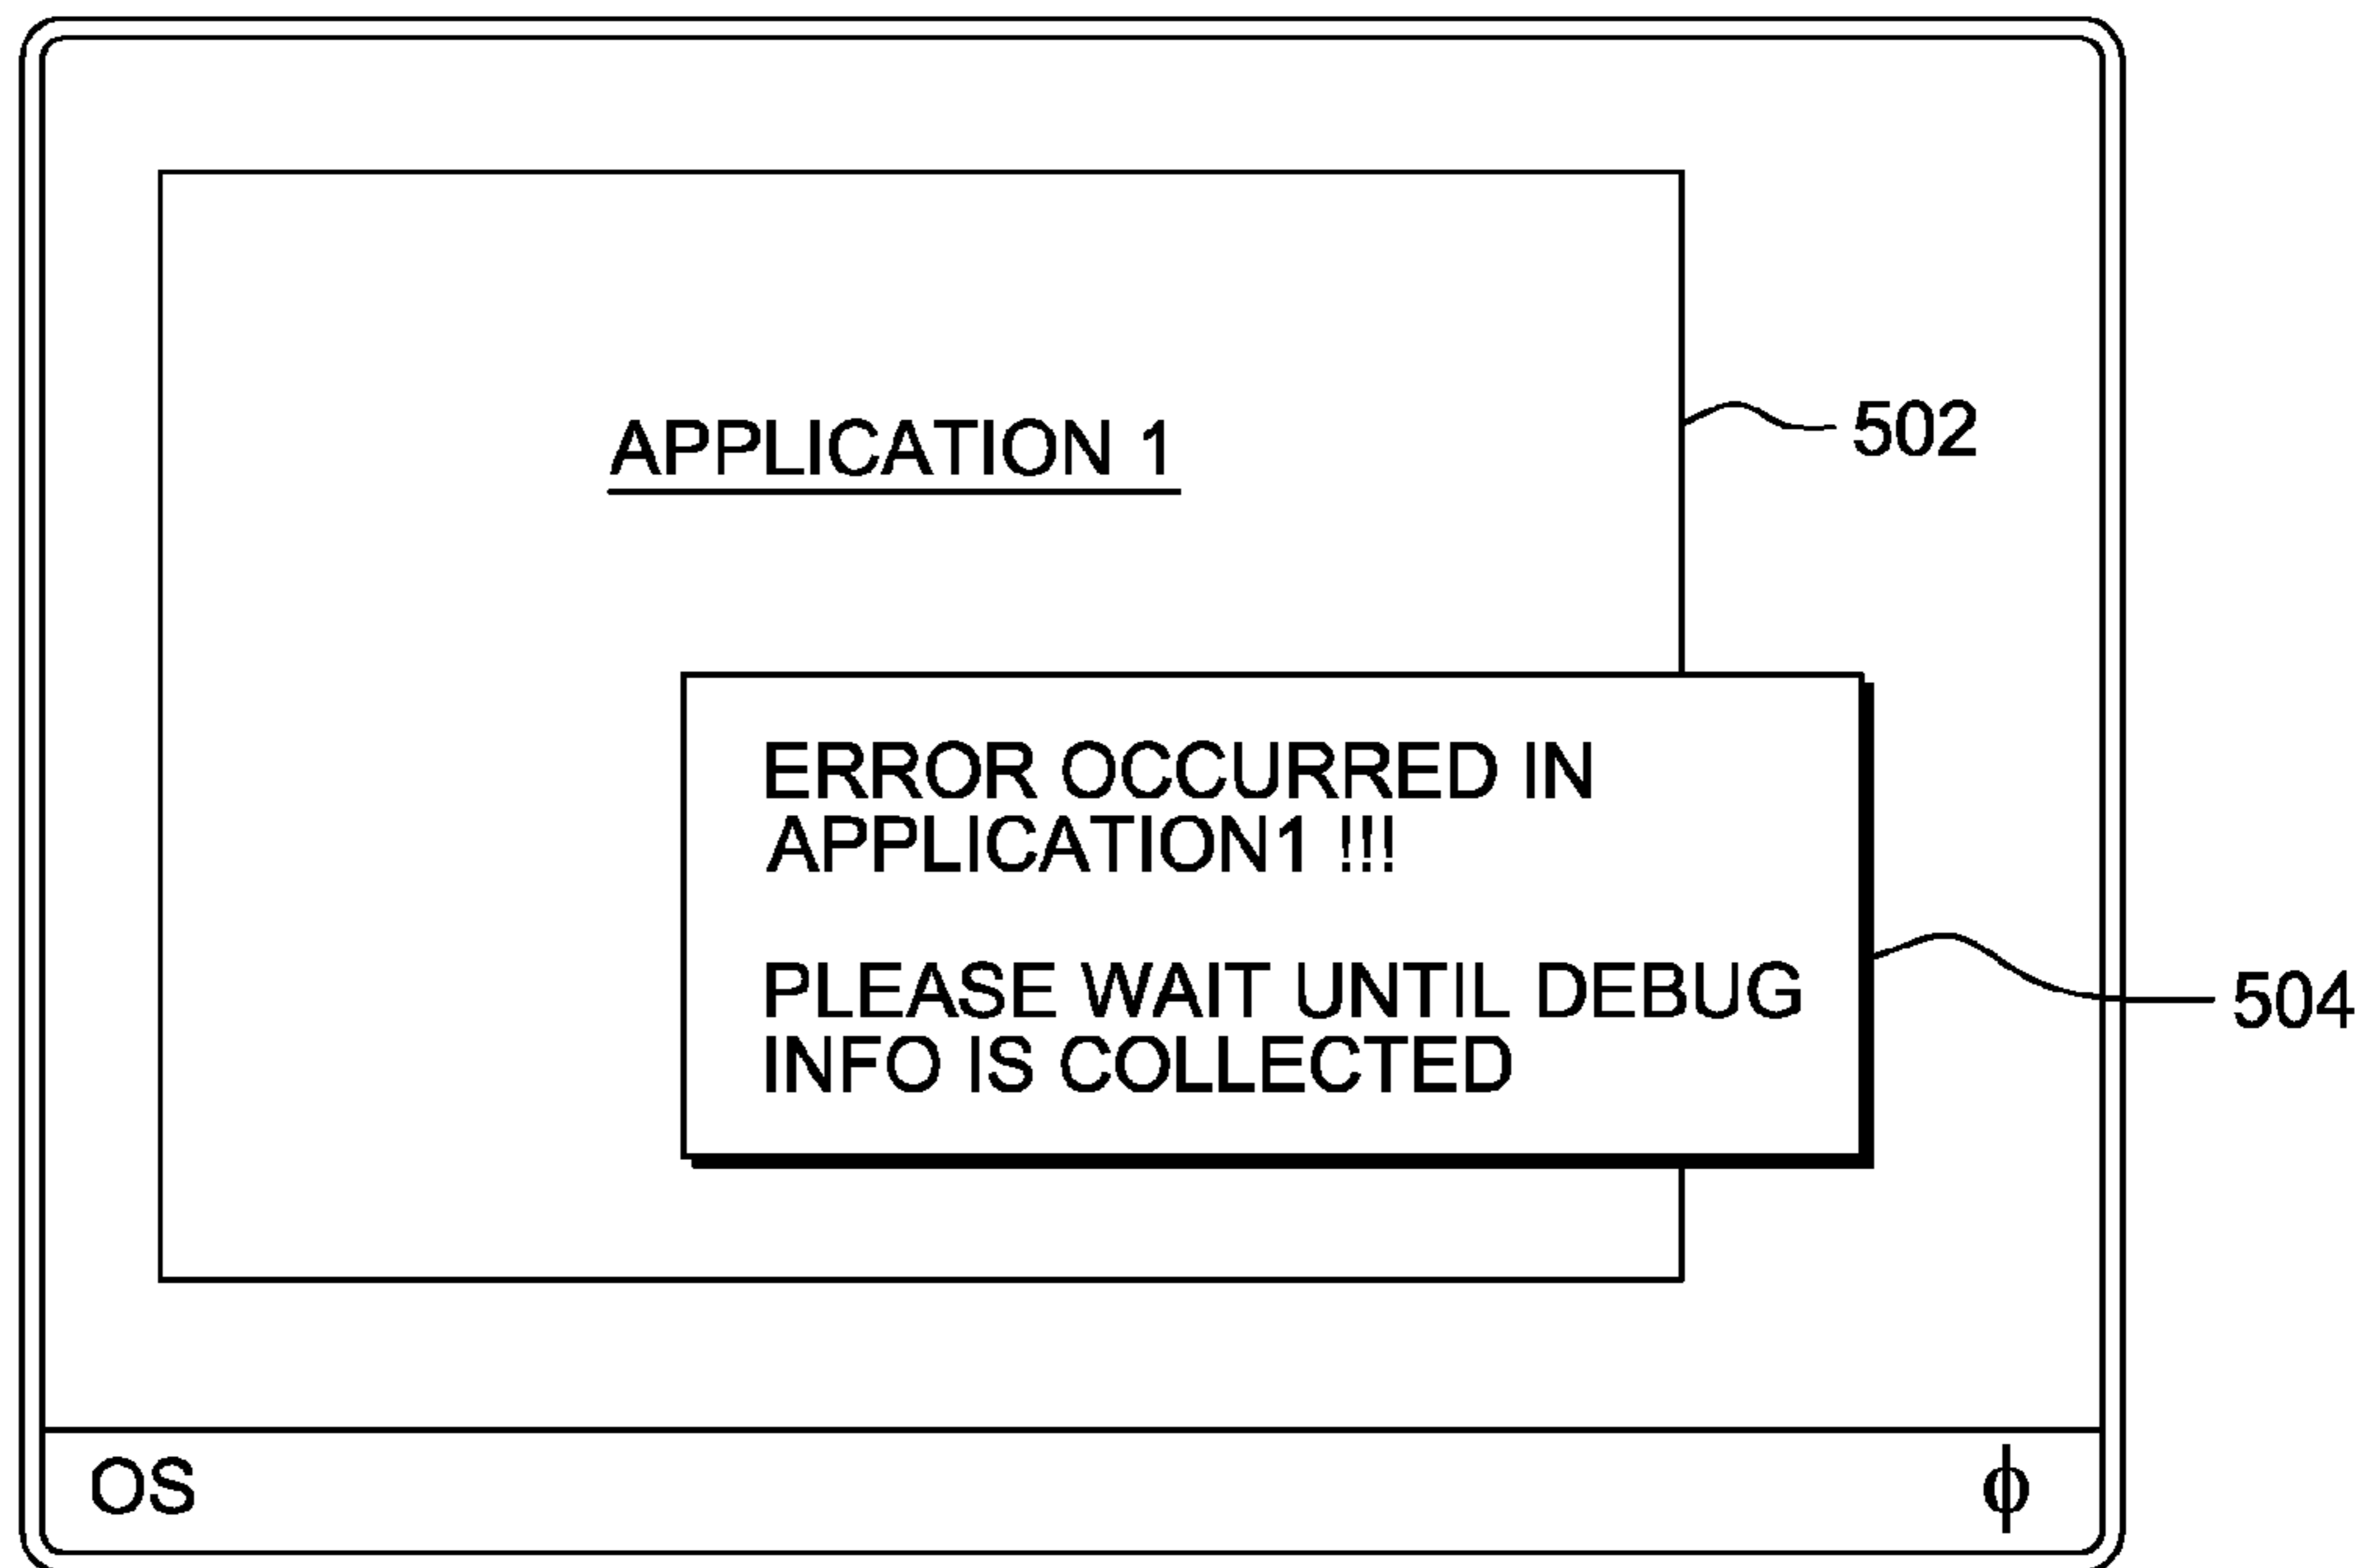 APPLICATION 1
502
ERROR OCCURRED IN
APPLICATION1 !!!
PLEASE WAIT UNTIL DEBUG
INFO IS COLLECTED
504
OS
ϕ